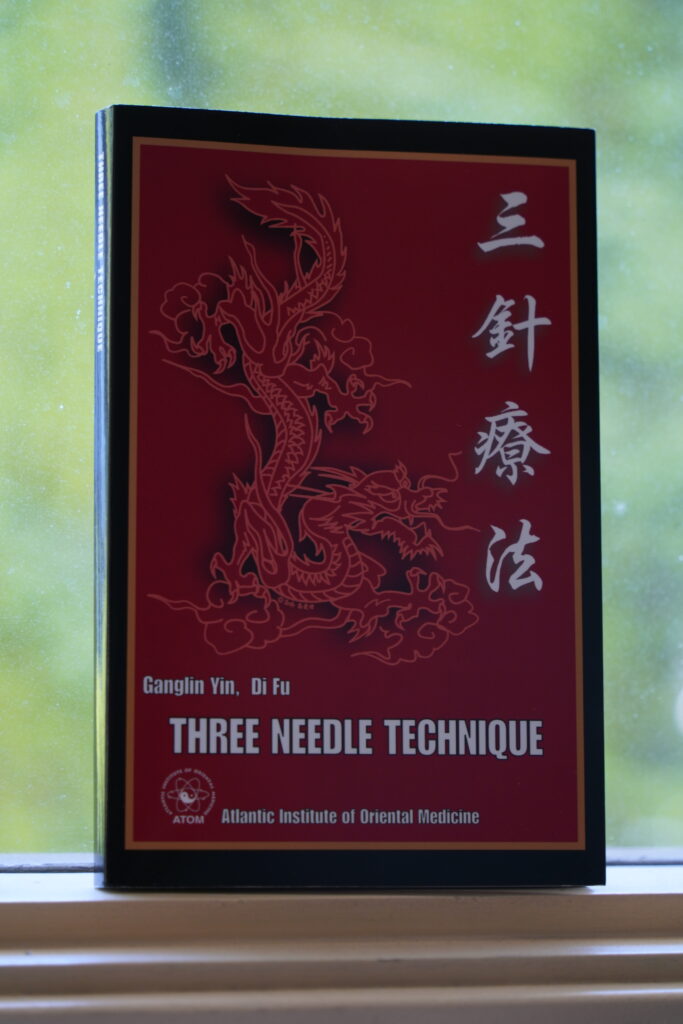 THREE NEEDLE TECHNIQUE
三針療法
Ganglin Yin, Di Fu
THREE NEEDLE TECHNIQUE
ATOM
Atlantic Institute of Oriental Medicine